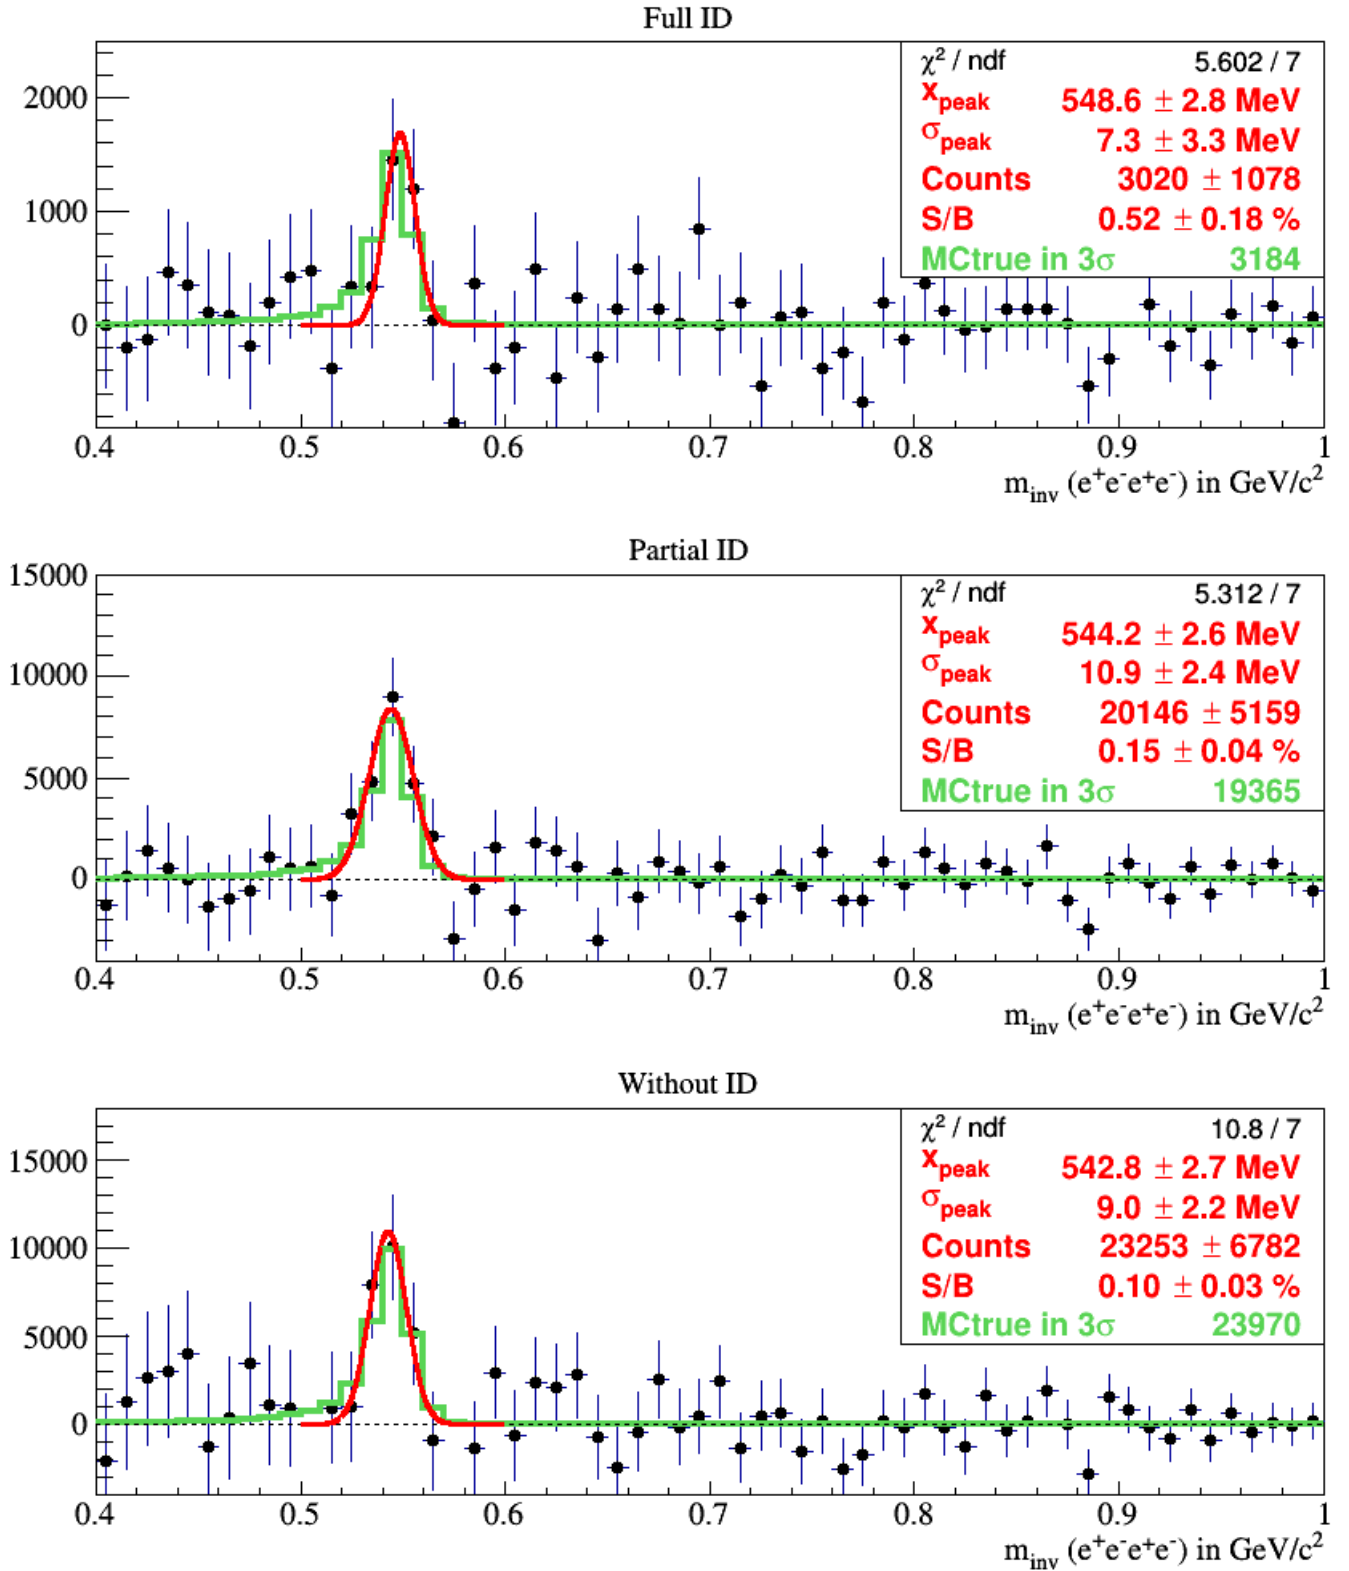 Full ID
χ² / ndf 5.602 / 7
x_peak 548.6 ± 2.8 MeV
σ_peak 7.3 ± 3.3 MeV
Counts 3020 ± 1078
S/B 0.52 ± 0.18 %
MCtrue in 3σ 3184
2000
1000
0
0.4 0.5 0.6 0.7 0.8 0.9 1
m_inv (e⁺e⁻e⁺e⁻) in GeV/c²
Partial ID
χ² / ndf 5.312 / 7
x_peak 544.2 ± 2.6 MeV
σ_peak 10.9 ± 2.4 MeV
Counts 20146 ± 5159
S/B 0.15 ± 0.04 %
MCtrue in 3σ 19365
15000
10000
5000
0
0.4 0.5 0.6 0.7 0.8 0.9 1
m_inv (e⁺e⁻e⁺e⁻) in GeV/c²
Without ID
χ² / ndf 10.8 / 7
x_peak 542.8 ± 2.7 MeV
σ_peak 9.0 ± 2.2 MeV
Counts 23253 ± 6782
S/B 0.10 ± 0.03 %
MCtrue in 3σ 23970
15000
10000
5000
0
0.4 0.5 0.6 0.7 0.8 0.9 1
m_inv (e⁺e⁻e⁺e⁻) in GeV/c²